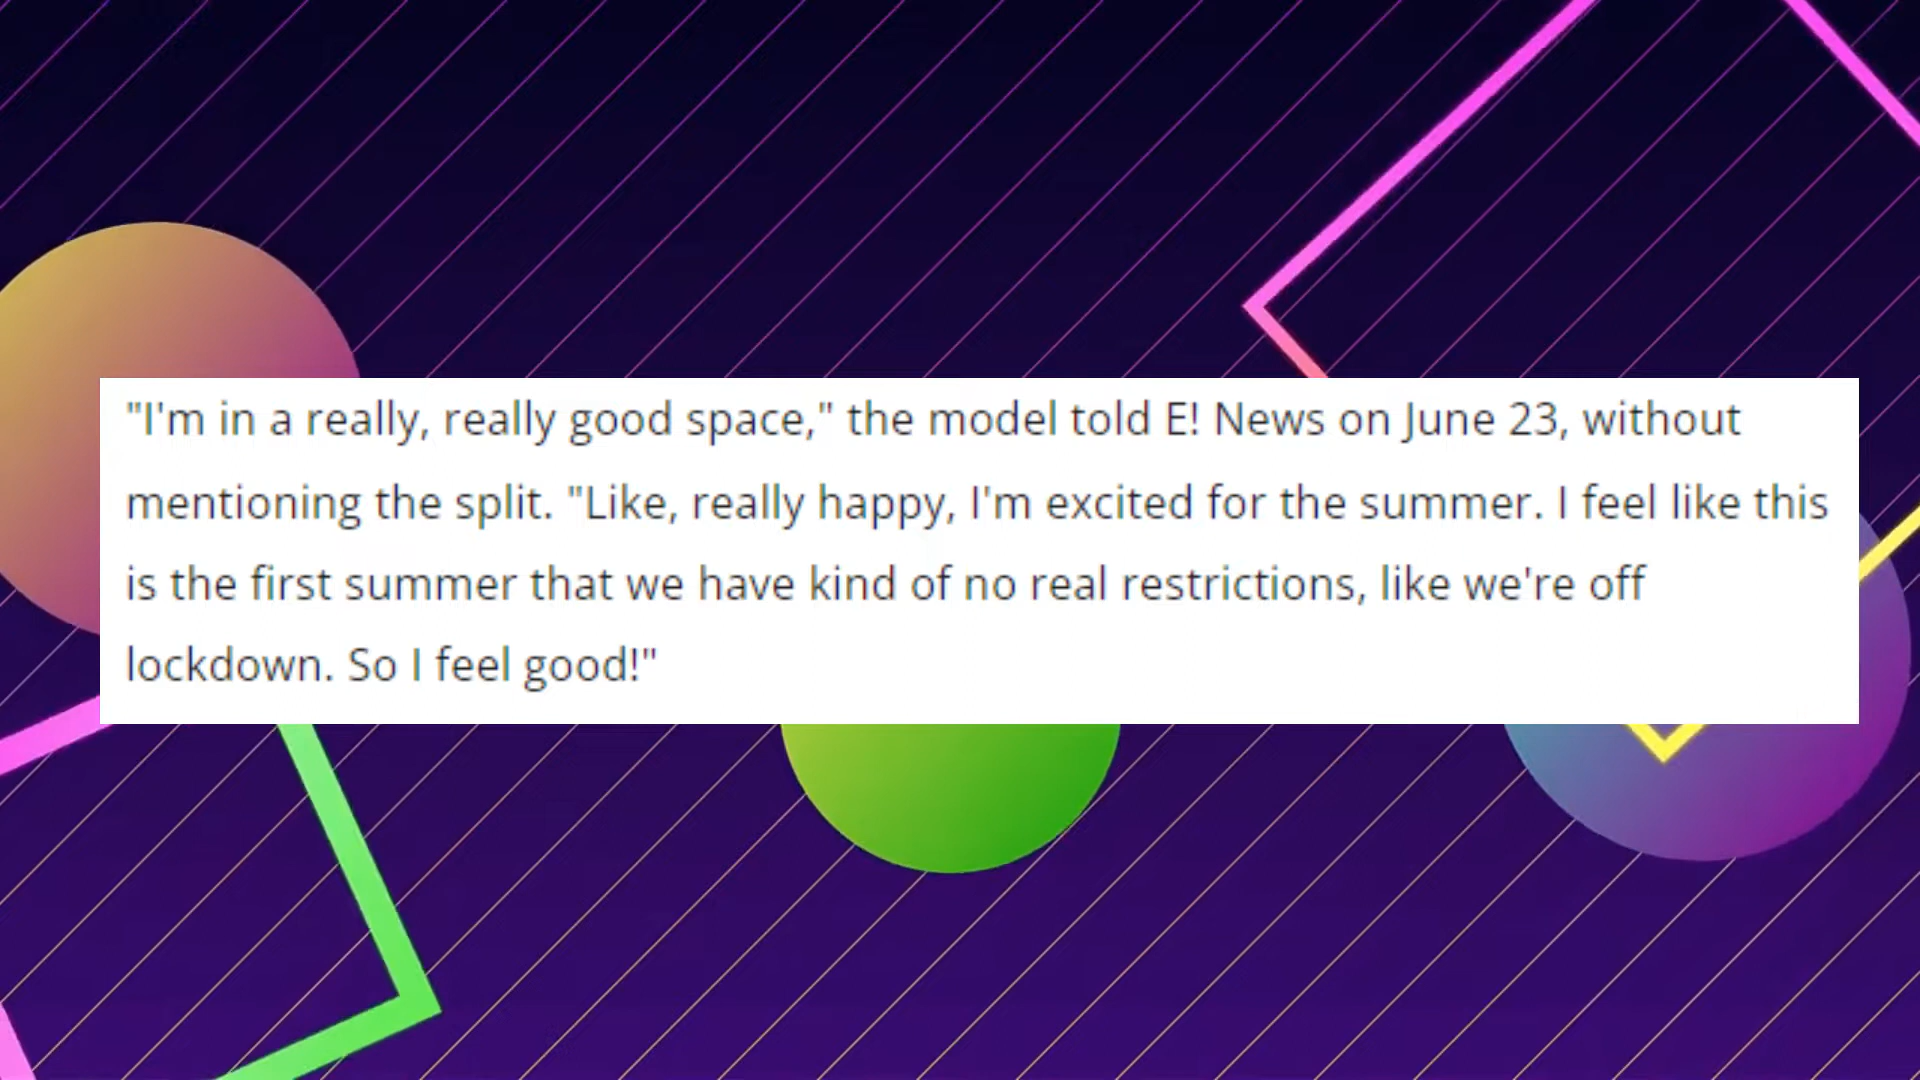 "I'm in a really, really good space," the model told E! News on June 23, without
mentioning the split. "Like, really happy, I'm excited for the summer. I feel like this
is the first summer that we have kind of no real restrictions, like we're off
lockdown. So I feel good!"